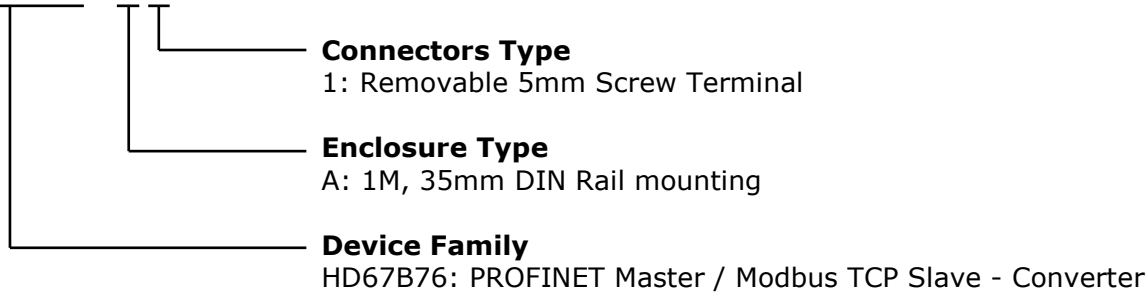 Connectors Type
1: Removable 5mm Screw Terminal
Enclosure Type
A: 1M, 35mm DIN Rail mounting
Device Family
HD67B76: PROFINET Master / Modbus TCP Slave - Converter